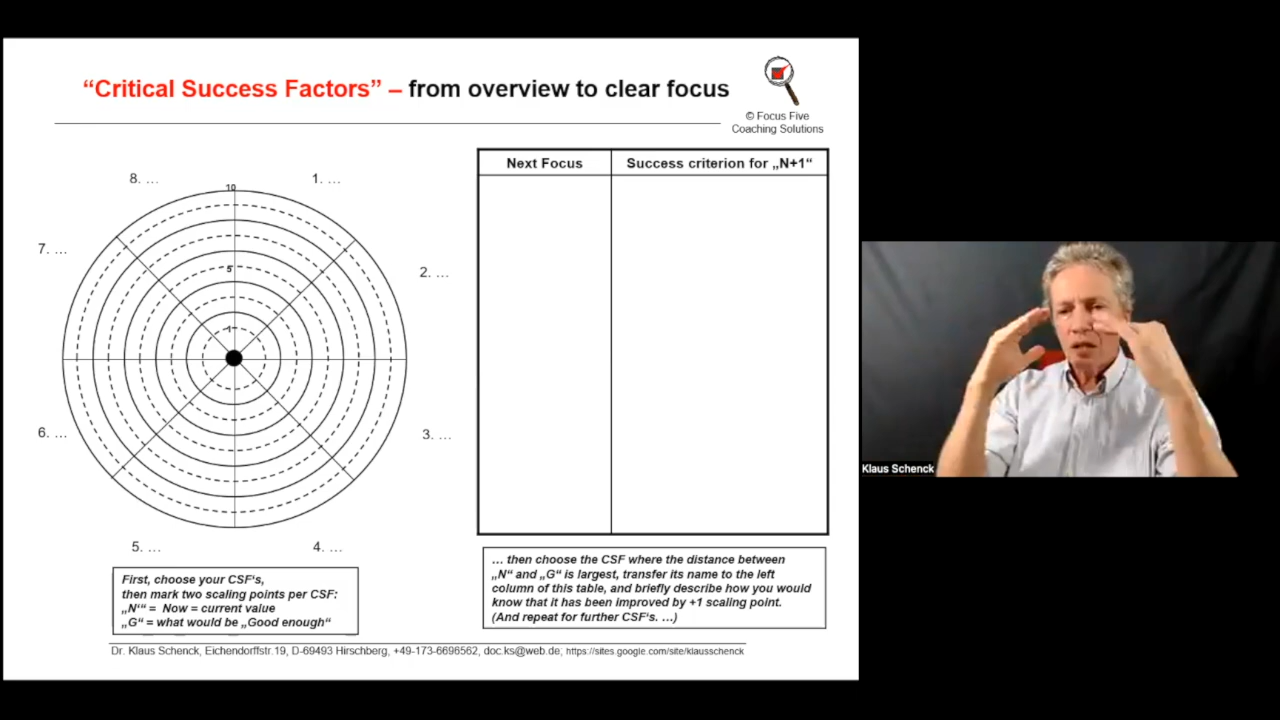 “Critical Success Factors” – from overview to clear focus
© Focus Five
Coaching Solutions
8. …
1. …
10
7. …
2. …
5
1
6. …
3. …
5. …
4. …
First, choose your CSF‘s,
then mark two scaling points per CSF:
„N‘“ = Now = current value
„G“ = what would be „Good enough“
Next Focus
Success criterion for „N+1“
… then choose the CSF where the distance between
„N“ and „G“ is largest, transfer its name to the left
column of this table, and briefly describe how you would
know that it has been improved by +1 scaling point.
(And repeat for further CSF‘s. …)
Dr. Klaus Schenck, Eichendorffstr.19, D-69493 Hirschberg, +49-173-6696562, doc.ks@web.de; https://sites.google.com/site/klausschenck
Klaus Schenck